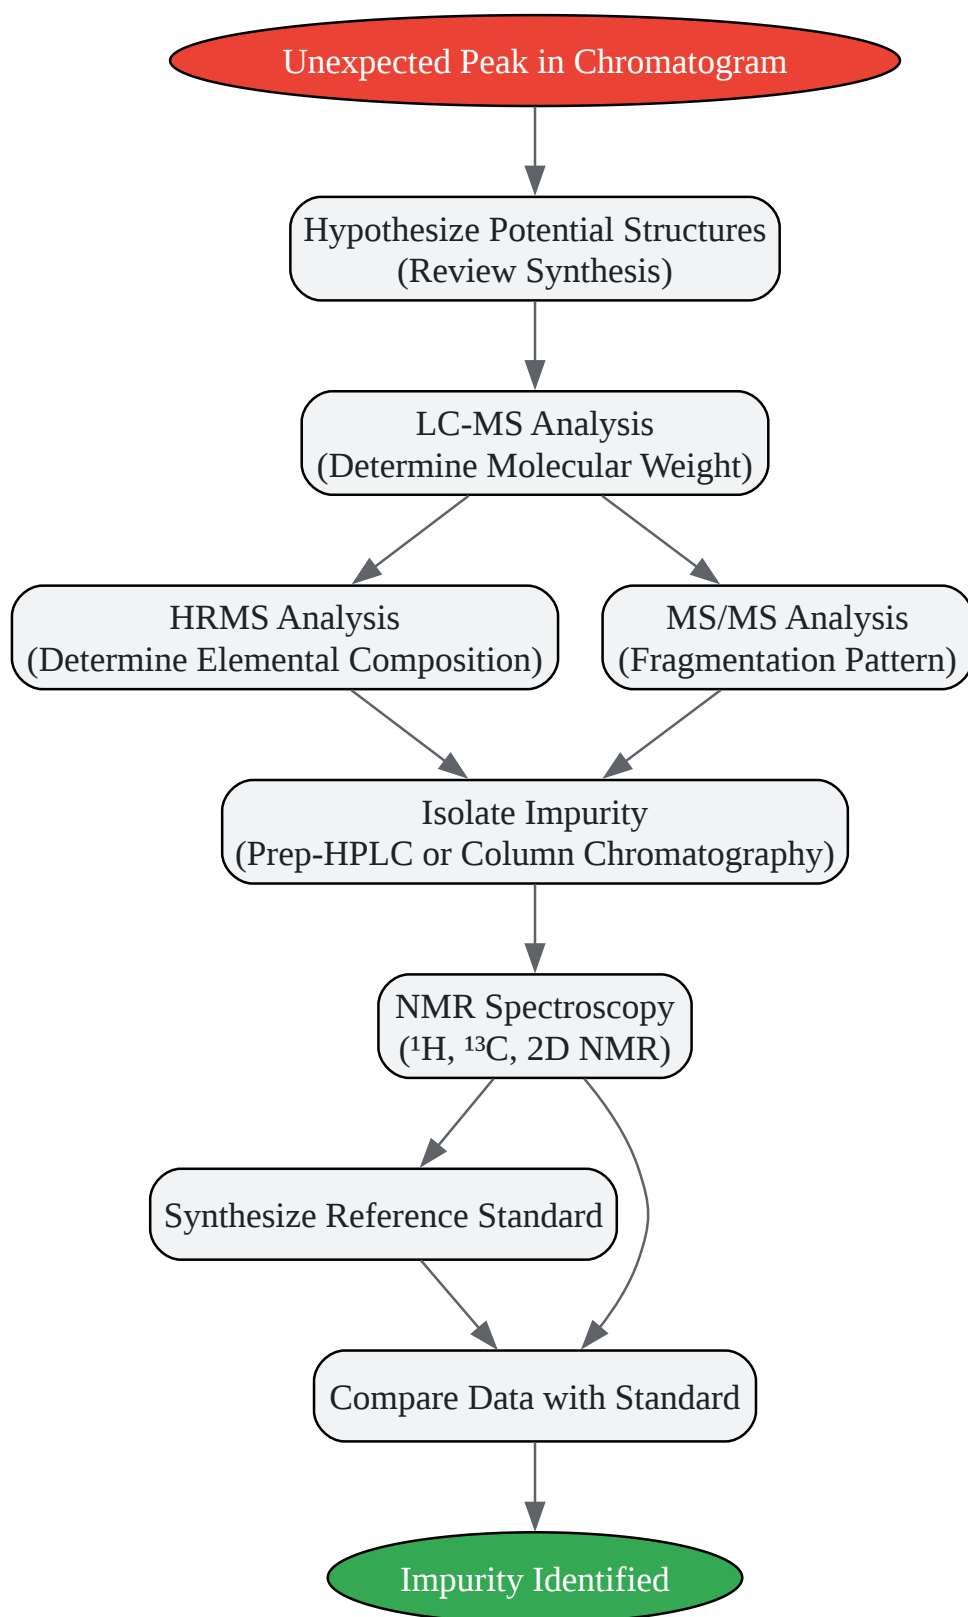 Unexpected Peak in Chromatogram
Hypothesize Potential Structures
(Review Synthesis)
LC-MS Analysis
(Determine Molecular Weight)
HRMS Analysis
(Determine Elemental Composition)
MS/MS Analysis
(Fragmentation Pattern)
Isolate Impurity
(Prep-HPLC or Column Chromatography)
NMR Spectroscopy
(¹H, ¹³C, 2D NMR)
Synthesize Reference Standard
Compare Data with Standard
Impurity Identified